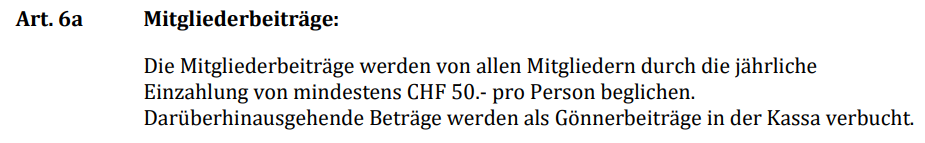 Art. 6a Mitgliederbeiträge:
Die Mitgliederbeiträge werden von allen Mitgliedern durch die jährliche
Einzahlung von mindestens CHF 50.- pro Person beglichen.
Darüberhinausgehende Beträge werden als Gönnerbeiträge in der Kassa verbucht.